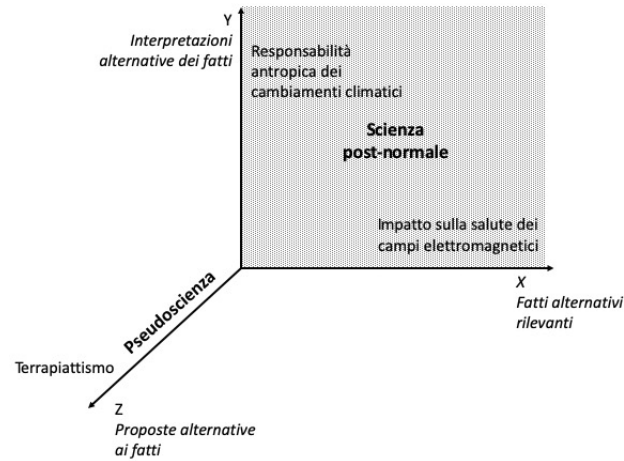 Y
Interpretazioni
alternative dei fatti
Responsabilità
antropica dei
cambiamenti climatici
Scienza
post-normale
Impatto sulla salute dei
campi elettromagnetici
X
Fatti alternativi
rilevanti
Pseudoscienza
Terrapiattismo
Z
Proposte alternative
ai fatti